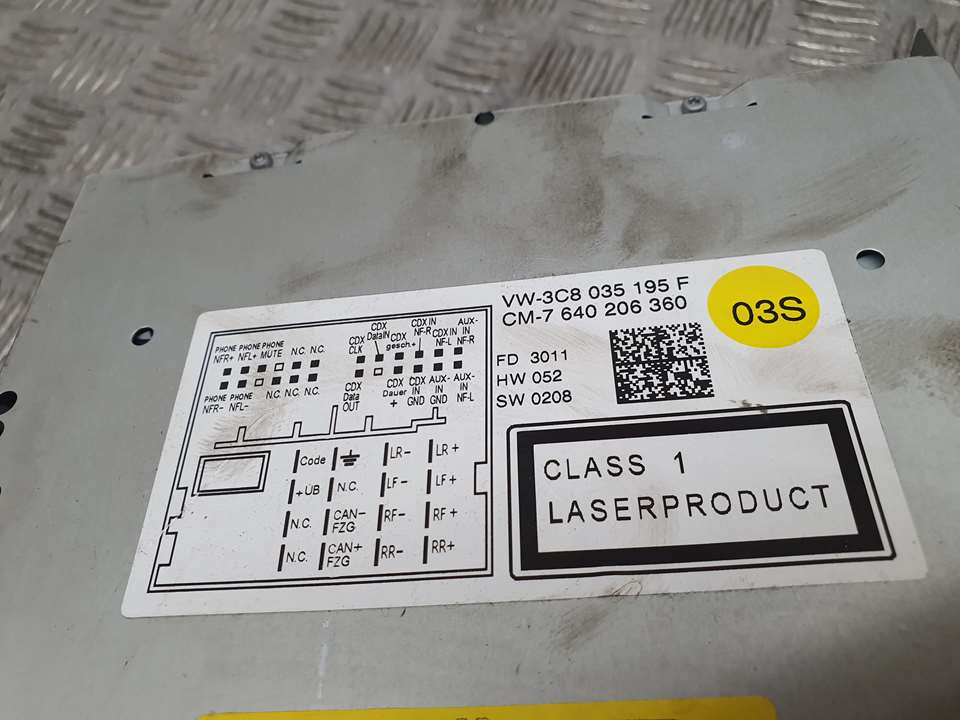 VW-3C8 035 195 F
CM-7 640 206 360
03S
FD 3011
HW 052
SW 0208
CLASS 1
LASERPRODUCT
PHONE PHONE PHONE
NFR+ NFL+ MUTE N.C. N.C.
PHONE PHONE N.C. N.C. N.C.
NFR- NFL-
CDX CLK
CDX DataIN
CDX gesch.+
CDX IN NF-R
CDX IN NF-L
AUX-IN NF-R
CDX Data OUT
CDX Dauer +
CDX IN GND
AUX-IN GND
AUX-IN NF-L
Code LR- LR+
+UB N.C. LF- LF+
N.C. CAN- FZG RF- RF+
N.C. CAN+ FZG RR- RR+